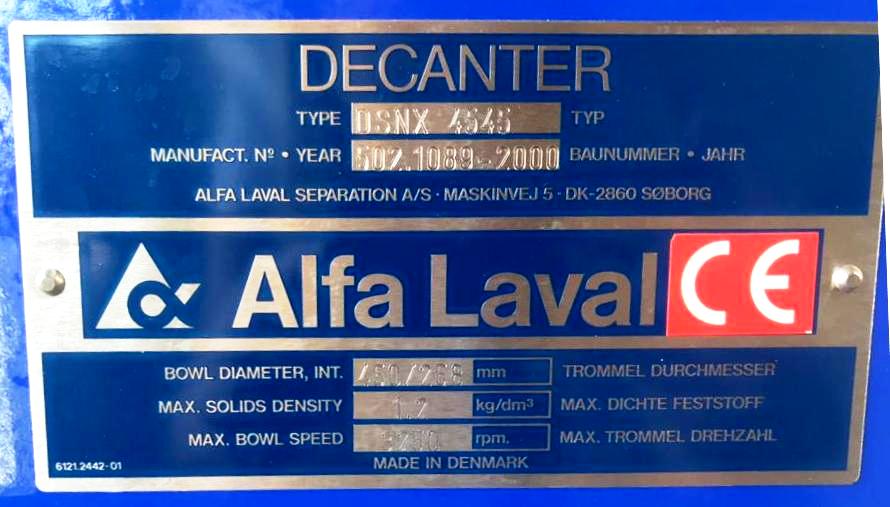 DECANTER
TYPE DSNX 4545 TYP
MANUFACT. Nº • YEAR 502.1089-2000 BAUNUMMER • JAHR
ALFA LAVAL SEPARATION A/S · MASKINVEJ 5 · DK-2860 SØBORG
Alfa Laval CE
BOWL DIAMETER, INT. 450/268 mm TROMMEL DURCHMESSER
MAX. SOLIDS DENSITY 1.2 kg/dm³ MAX. DICHTE FESTSTOFF
MAX. BOWL SPEED rpm. MAX. TROMMEL DREHZAHL
6121.2442-01 MADE IN DENMARK